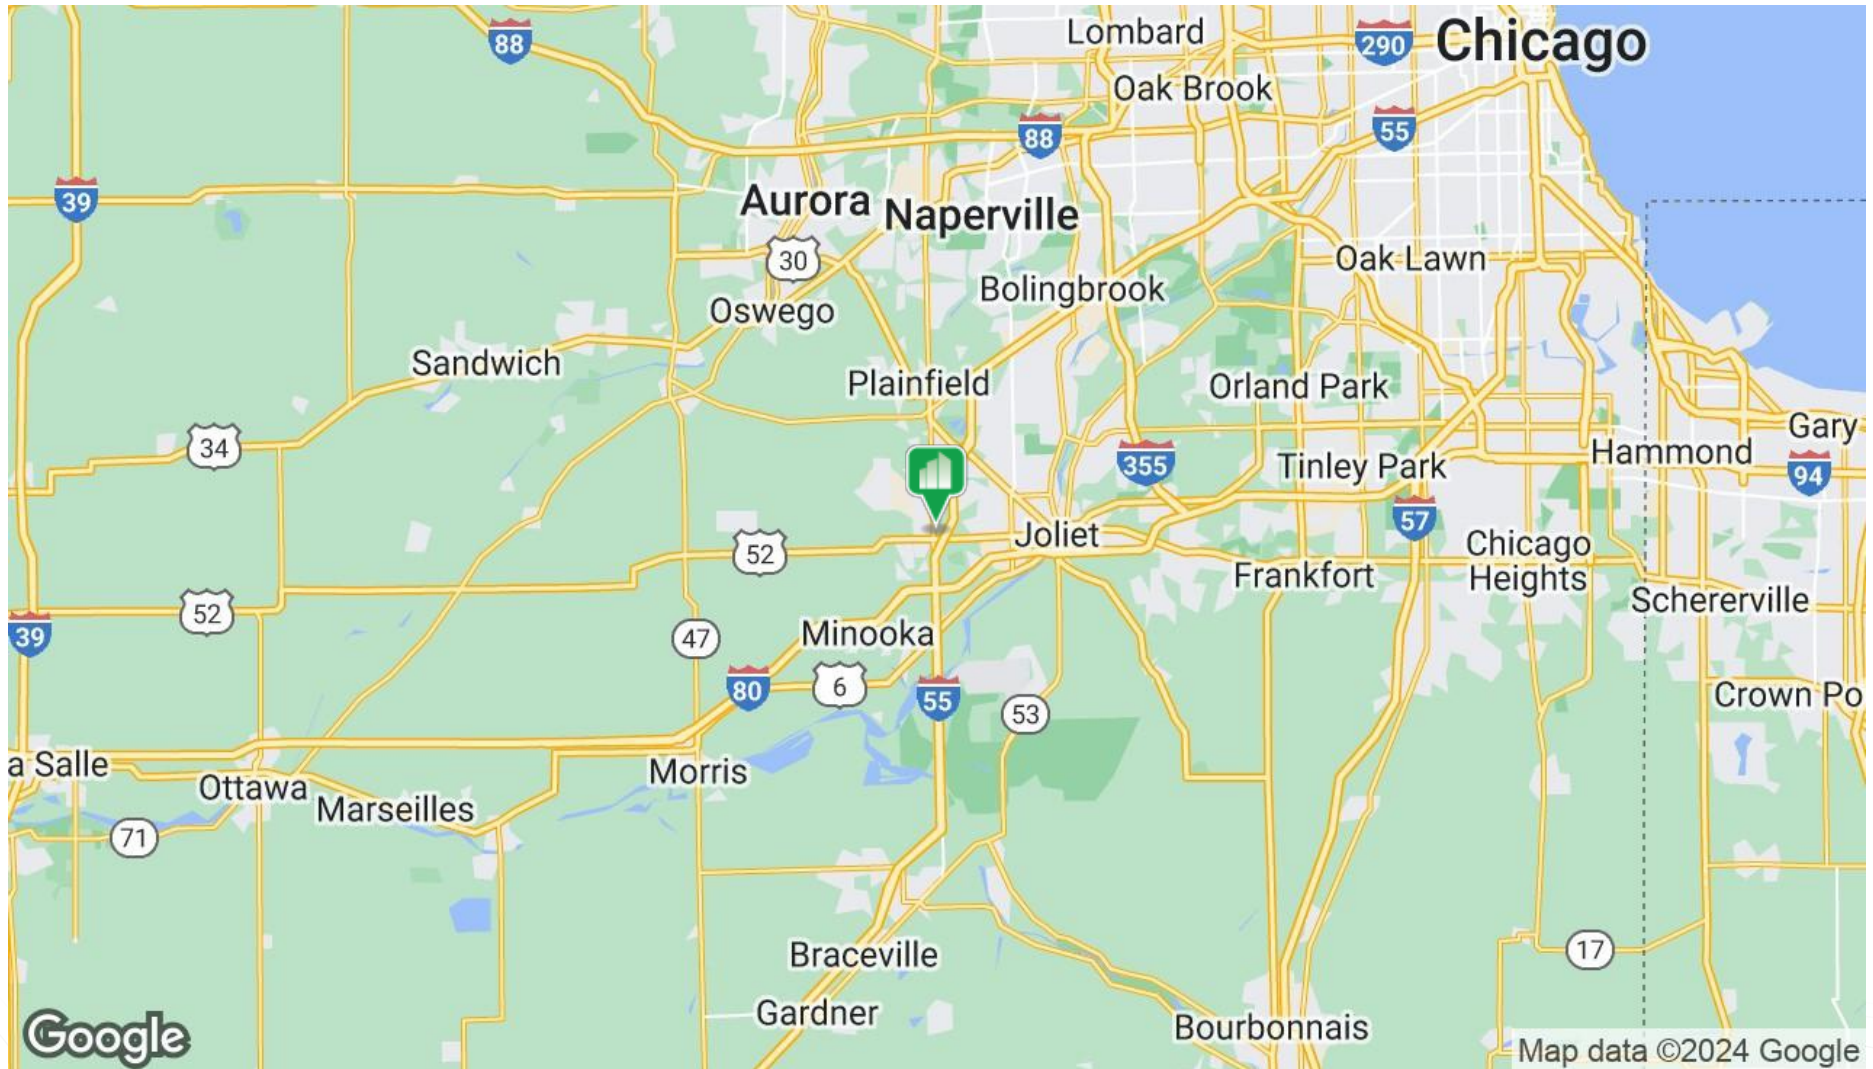 Lombard
290
Chicago
88
Oak Brook
55
88
39
Aurora
Naperville
30
Oak Lawn
Bolingbrook
Oswego
Sandwich
Plainfield
Orland Park
Gary
34
Hammond
355
Tinley Park
94
57
Joliet
52
Chicago
Heights
Frankfort
52
Schererville
39
47
Minooka
80
6
55
Crown Po
53
a Salle
Morris
Ottawa
Marseilles
71
Braceville
17
Gardner
Bourbonnais
Google
Map data ©2024 Google